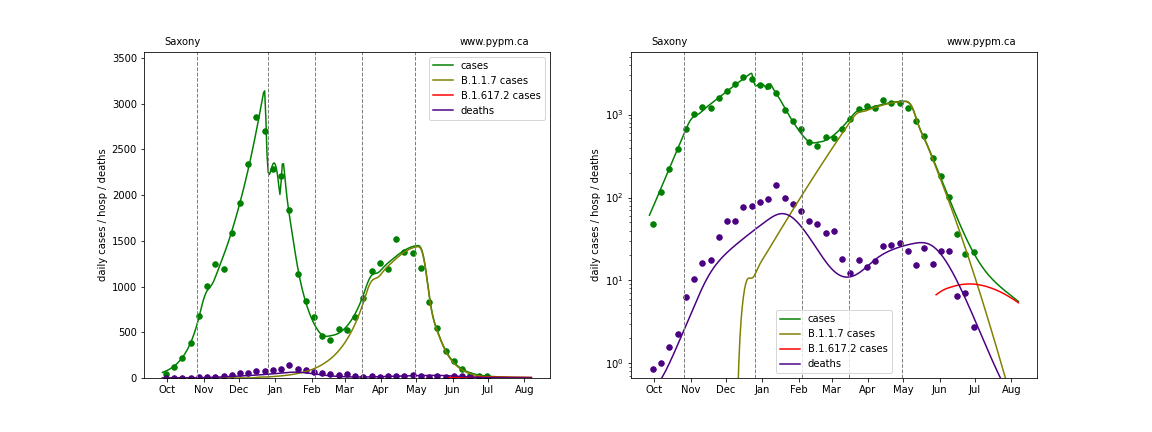 Saxony www.pypm.ca
daily cases / hosp / deaths
3500
3000
2500
2000
1500
1000
500
0
Oct Nov Dec Jan Feb Mar Apr May Jun Jul Aug
cases
B.1.1.7 cases
B.1.617.2 cases
deaths
Saxony www.pypm.ca
daily cases / hosp / deaths
10³
10²
10¹
10⁰
Oct Nov Dec Jan Feb Mar Apr May Jun Jul Aug
cases
B.1.1.7 cases
B.1.617.2 cases
deaths